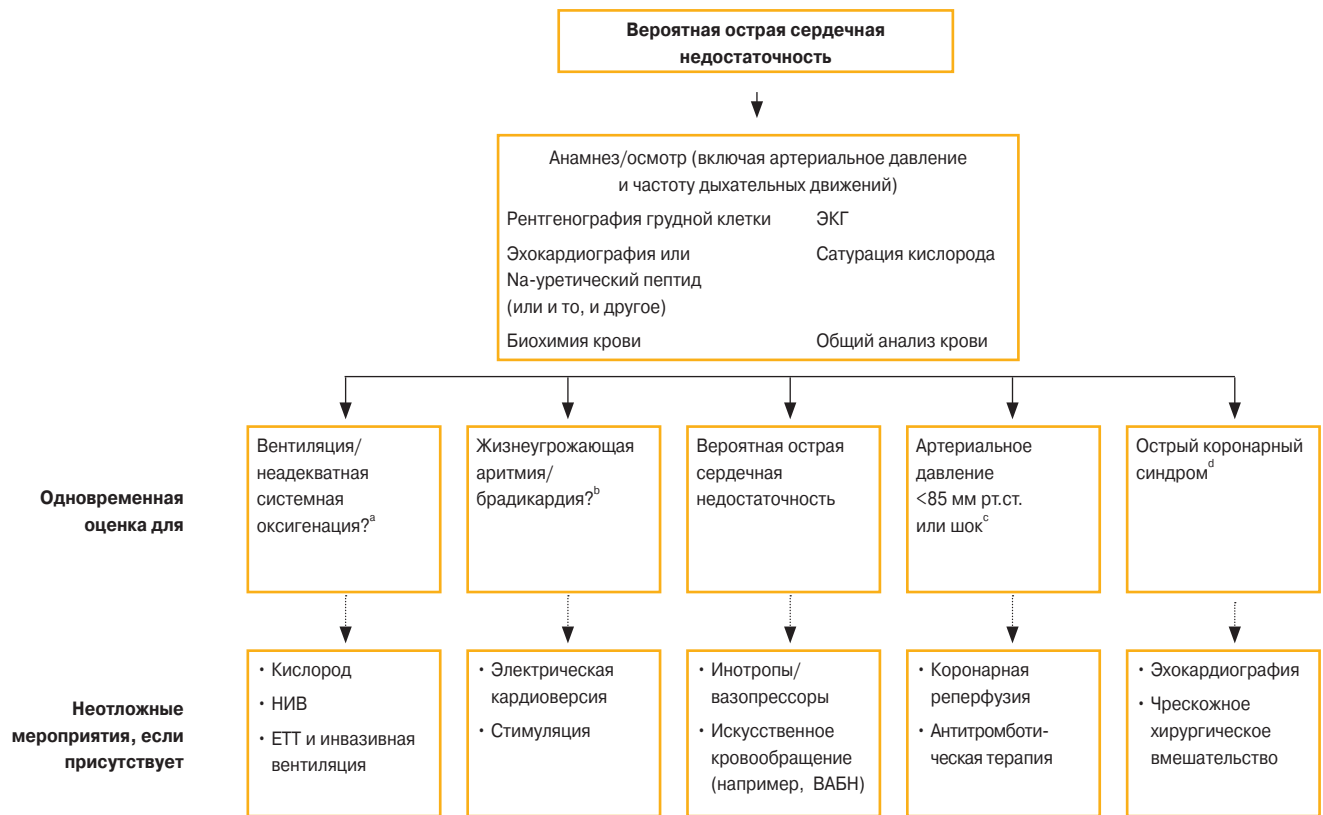 Вероятная острая сердечная
недостаточность
Анамнез/осмотр (включая артериальное давление
и частоту дыхательных движений)
Рентгенография грудной клетки
ЭКГ
Эхокардиография или
Na-уретический пептид
(или и то, и другое)
Сатурация кислорода
Биохимия крови
Общий анализ крови
Одновременная
оценка для
Вентиляция/
неадекватная
системная
оксигенация?ᵃ
Жизнеугрожающая
аритмия/
брадикардия?ᵇ
Вероятная острая
сердечная
недостаточность
Артериальное
давление
<85 мм рт.ст.
или шокᶜ
Острый коронарный
синдромᵈ
Неотложные
мероприятия, если
присутствует
• Кислород
• НИВ
• ЕТТ и инвазивная
вентиляция
• Электрическая
кардиоверсия
• Стимуляция
• Инотропы/
вазопрессоры
• Искусственное
кровообращение
(например, ВАБН)
• Коронарная
реперфузия
• Антитромботи-
ческая терапия
• Эхокардиография
• Чрескожное
хирургическое
вмешательство